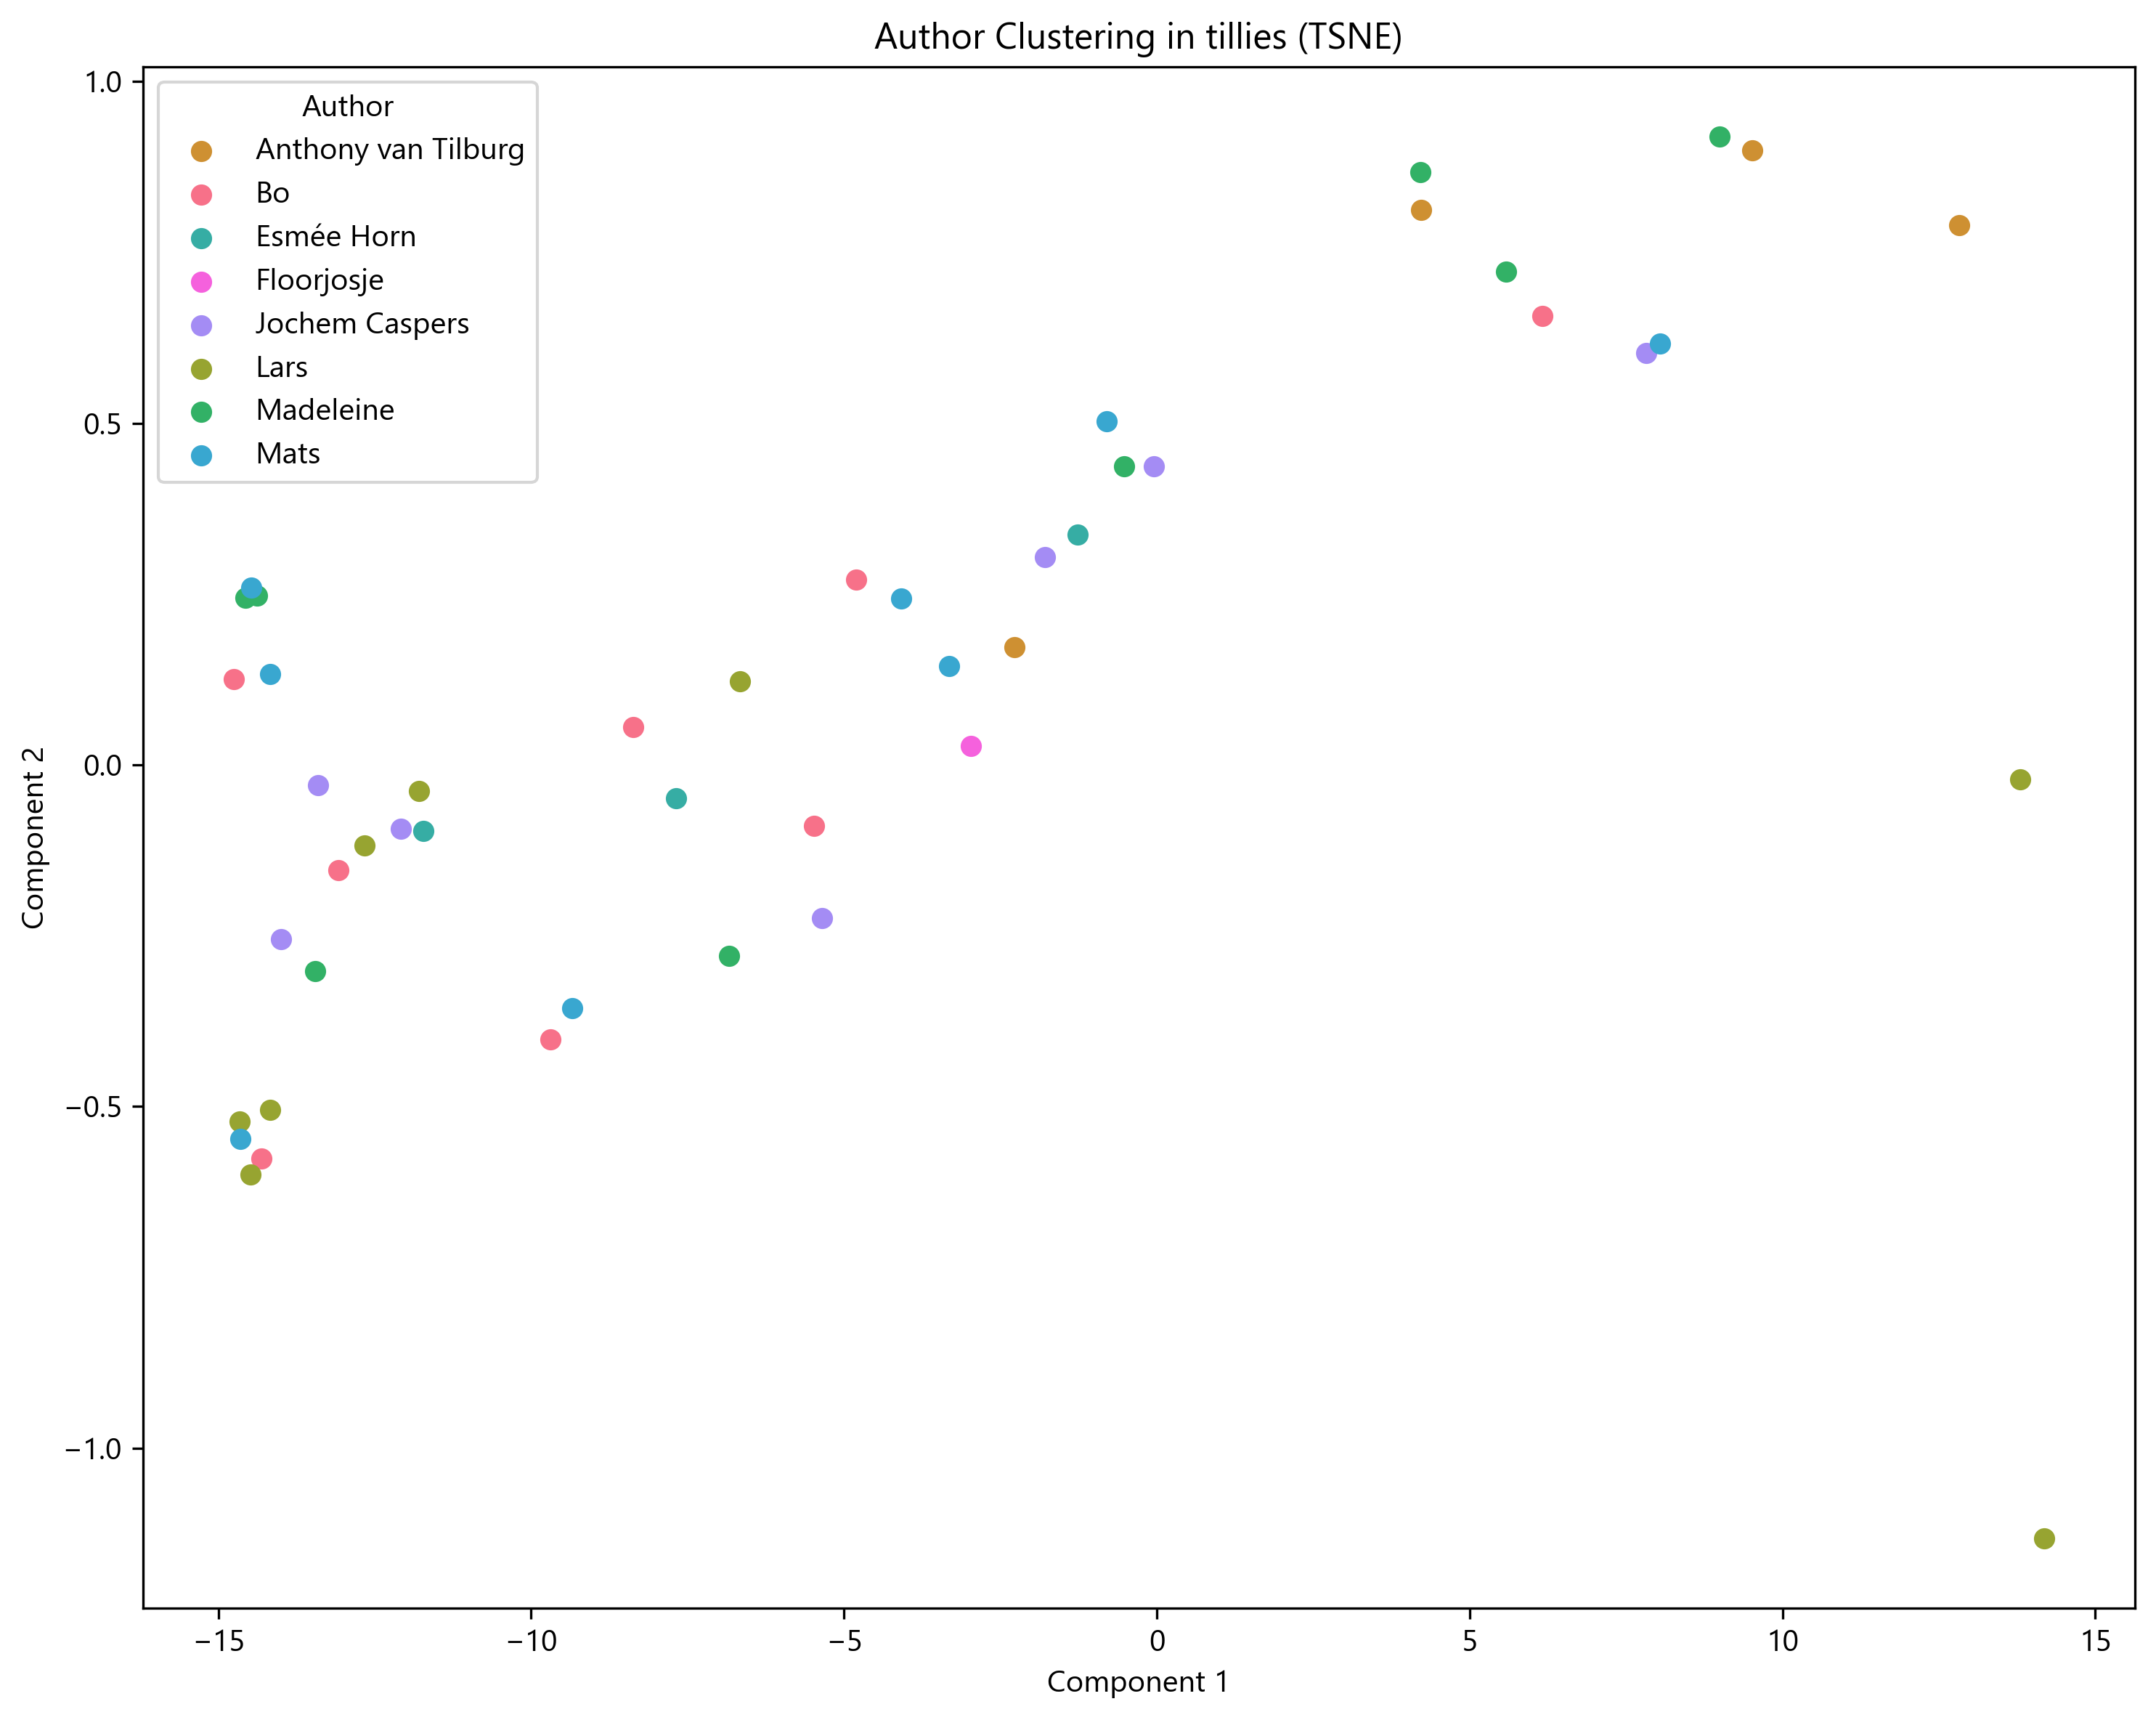 Author Clustering in tillies (TSNE)
Author
Anthony van Tilburg
Bo
Esmée Horn
Floorjosje
Jochem Caspers
Lars
Madeleine
Mats
1.0
0.5
0.0
−0.5
−1.0
Component 2
−15
−10
−5
0
5
10
15
Component 1